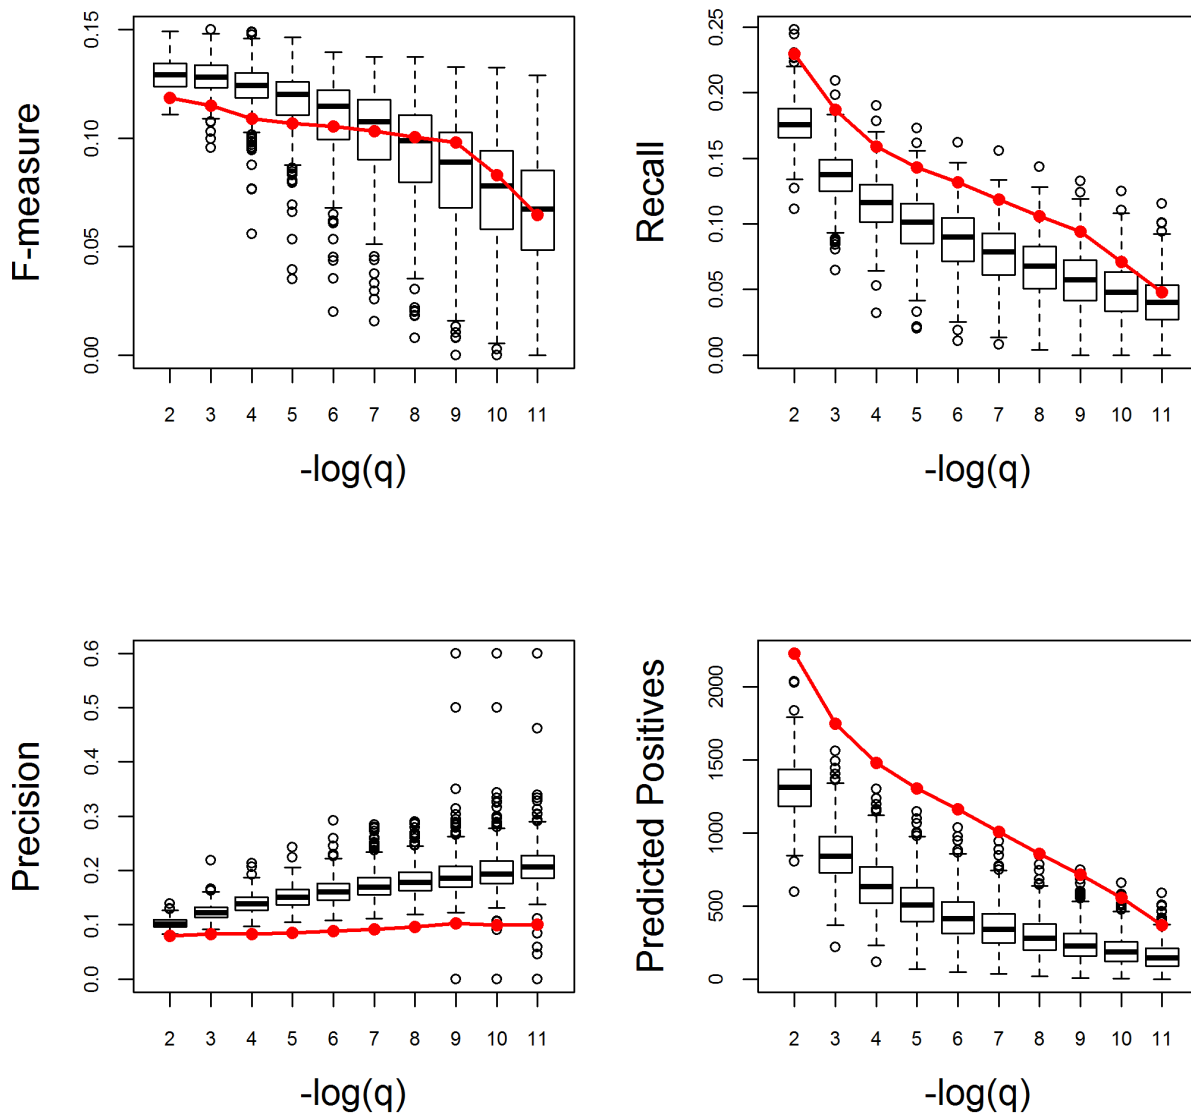 F-measure
0.00 0.05 0.10 0.15
2 3 4 5 6 7 8 9 10 11
-log(q)
Recall
0.00 0.05 0.10 0.15 0.20 0.25
2 3 4 5 6 7 8 9 10 11
-log(q)
Precision
0.0 0.1 0.2 0.3 0.4 0.5 0.6
2 3 4 5 6 7 8 9 10 11
-log(q)
Predicted Positives
0 500 1000 1500 2000
2 3 4 5 6 7 8 9 10 11
-log(q)